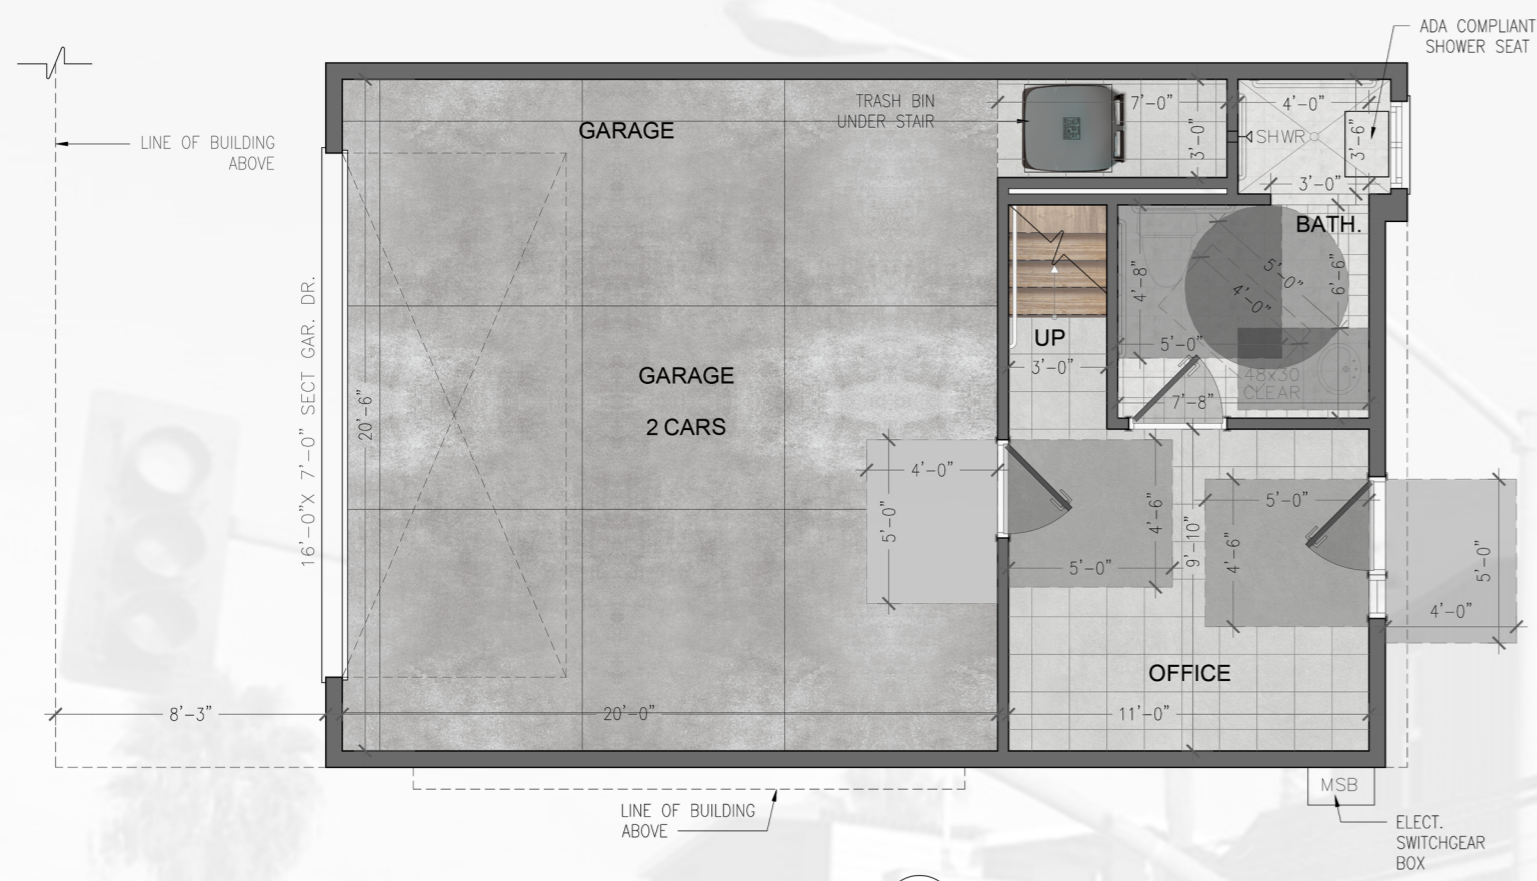 ADA COMPLIANT
SHOWER SEAT
LINE OF BUILDING
ABOVE
GARAGE
TRASH BIN
UNDER STAIR
7'-0"
3'-0"
4'-0"
SHWR
3'-6"
3'-0"
BATH.
5'-0"
4'-0"
6'-6"
4'-8"
5'-0"
48x30
CLEAR
7'-8"
UP
3'-0"
16'-0"X 7'-0" SECT GAR. DR.
20'-6"
GARAGE
2 CARS
4'-0"
5'-0"
4'-6"
5'-0"
9'-10"
5'-0"
4'-6"
5'-0"
4'-0"
OFFICE
8'-3"
20'-0"
11'-0"
LINE OF BUILDING
ABOVE
MSB
ELECT.
SWITCHGEAR
BOX